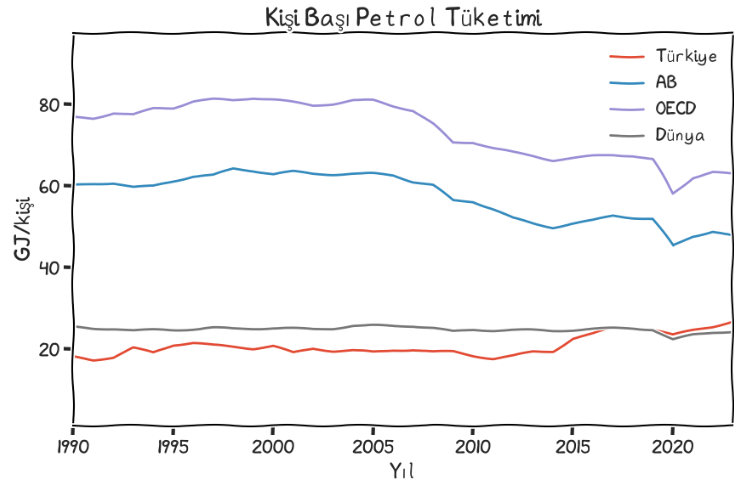 Kişi Başı Petrol Tüketimi
Türkiye
AB
OECD
Dünya
80
60
40
20
GJ/kişi
1990 1995 2000 2005 2010 2015 2020
Yıl